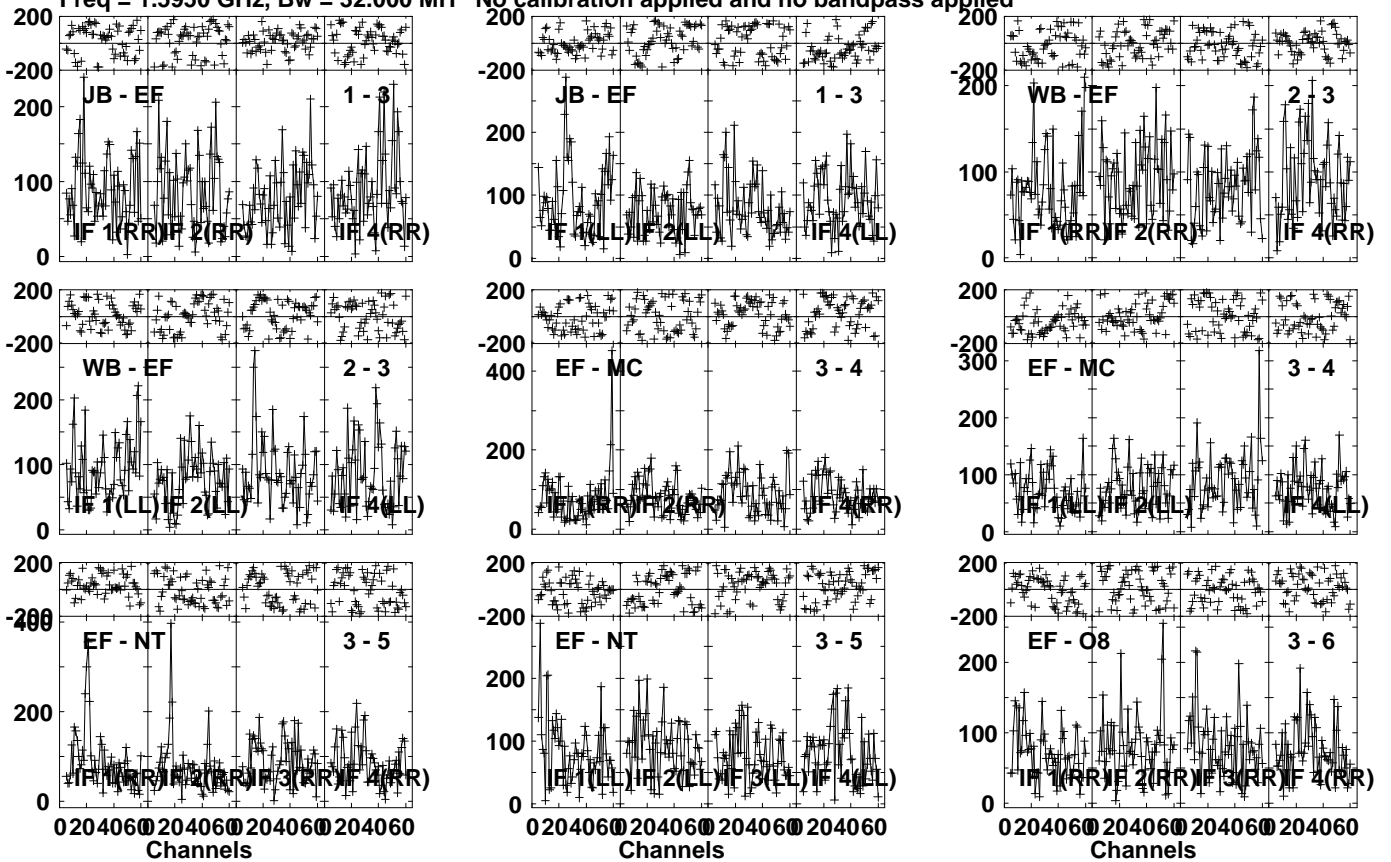 Freq = 1.5950 GHz, Bw = 32.000 MH No calibration applied and no bandpass applied
200
-200
JB - EF 1 - 3
200
100
0
IF 1(RR) IF 2(RR) IF 4(RR)
-200
JB - EF 1 - 3
200
100
0
IF 1(LL) IF 2(LL) IF 4(LL)
200
-200
WB - EF 2 - 3
200
100
0
IF 1(RR) IF 2(RR) IF 4(RR)
200
-200
WB - EF 2 - 3
200
100
0
IF 1(LL) IF 2(LL) IF 4(LL)
200
-200
EF - MC 3 - 4
400
200
0
IF 1(RR) IF 2(RR) IF 4(RR)
200
-200
EF - MC 3 - 4
300
200
100
0
IF 1(LL) IF 2(LL) IF 4(LL)
200
-200
EF - NT 3 - 5
400
200
0
IF 1(RR) IF 2(RR) IF 3(RR) IF 4(RR)
0 20 40 60 0 20 40 60 0 20 40 60 0 20 40 60
Channels
200
-200
EF - NT 3 - 5
200
100
0
IF 1(LL) IF 2(LL) IF 3(LL) IF 4(LL)
0 20 40 60 0 20 40 60 0 20 40 60 0 20 40 60
Channels
200
-200
EF - O8 3 - 6
200
100
0
IF 1(RR) IF 2(RR) IF 3(RR) IF 4(RR)
0 20 40 60 0 20 40 60 0 20 40 60 0 20 40 60
Channels